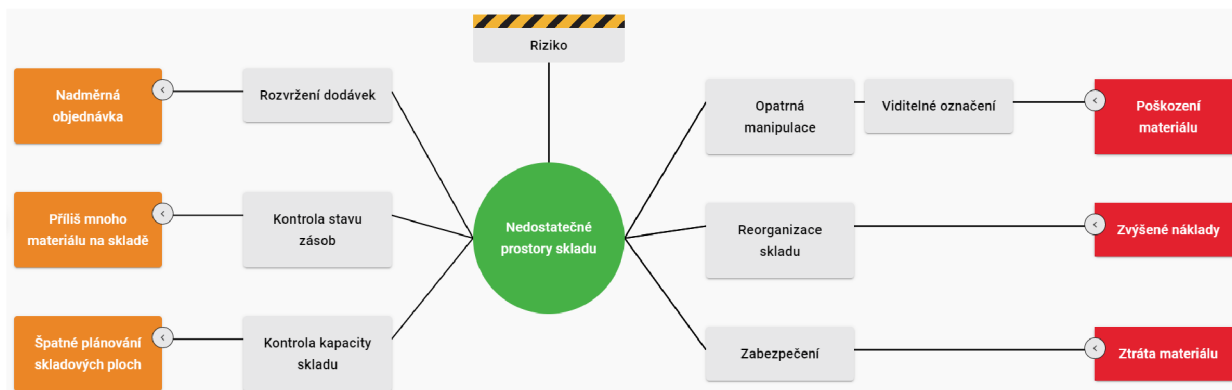 Riziko
Nadměrná
objednávka
Rozvržení dodávek
Opatrná
manipulace
Viditelné označení
Poškození
materiálu
Příliš mnoho
materiálu na skladě
Kontrola stavu
zásob
Nedostatečné
prostory skladu
Reorganizace
skladu
Zvýšené náklady
Špatné plánování
skladových ploch
Kontrola kapacity
skladu
Zabezpečení
Ztráta materiálu